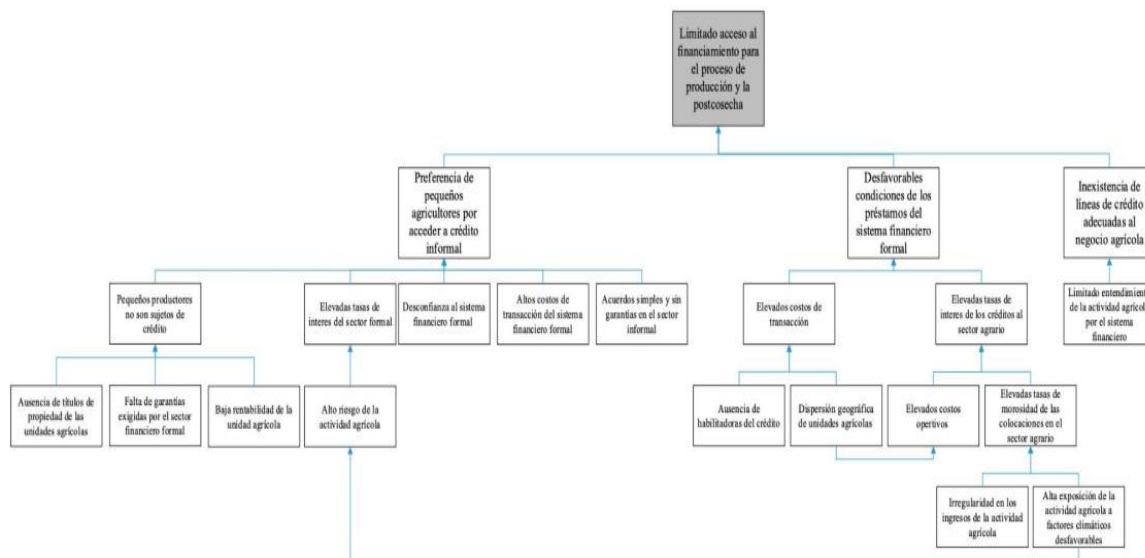 Limitado acceso al
financiamiento para
el proceso de
producción y la
postcosecha
Preferencia de
pequeños
agricultores por
acceder a crédito
informal
Desfavorables
condiciones de los
préstamos del
sistema financiero
formal
Inexistencia de
líneas de crédito
adecuadas al
negocio agrícola
Pequeños productores
no son sujetos de
crédito
Elevadas tasas de
interes del sector formal
Desconfianza al sistema
financiero formal
Altos costos de
transacción del sistema
financiero formal
Acuerdos simples y sin
garantías en el sector
informal
Elevados costos de
transacción
Elevadas tasas de
interes de los créditos al
sector agrario
Limitado entendimient
de la actividad agrícol
por el sistema
financiero
Ausencia de títulos de
propiedad de las
unidades agrícolas
Falta de garantías
exigidas por el sector
financiero formal
Baja rentabilidad de la
unidad agrícola
Alto riesgo de la
actividad agrícola
Ausencia de
habilitadoras del crédito
Dispersión geográfica
de unidades agrícolas
Elevados costos
opertivos
Elevadas tasas de
morosidad de las
colocaciones en el
sector agrario
Irregularidad en los
ingresos de la actividad
agrícola
Alta exposición de la
actividad agrícola a
factores climáticos
desfavorables